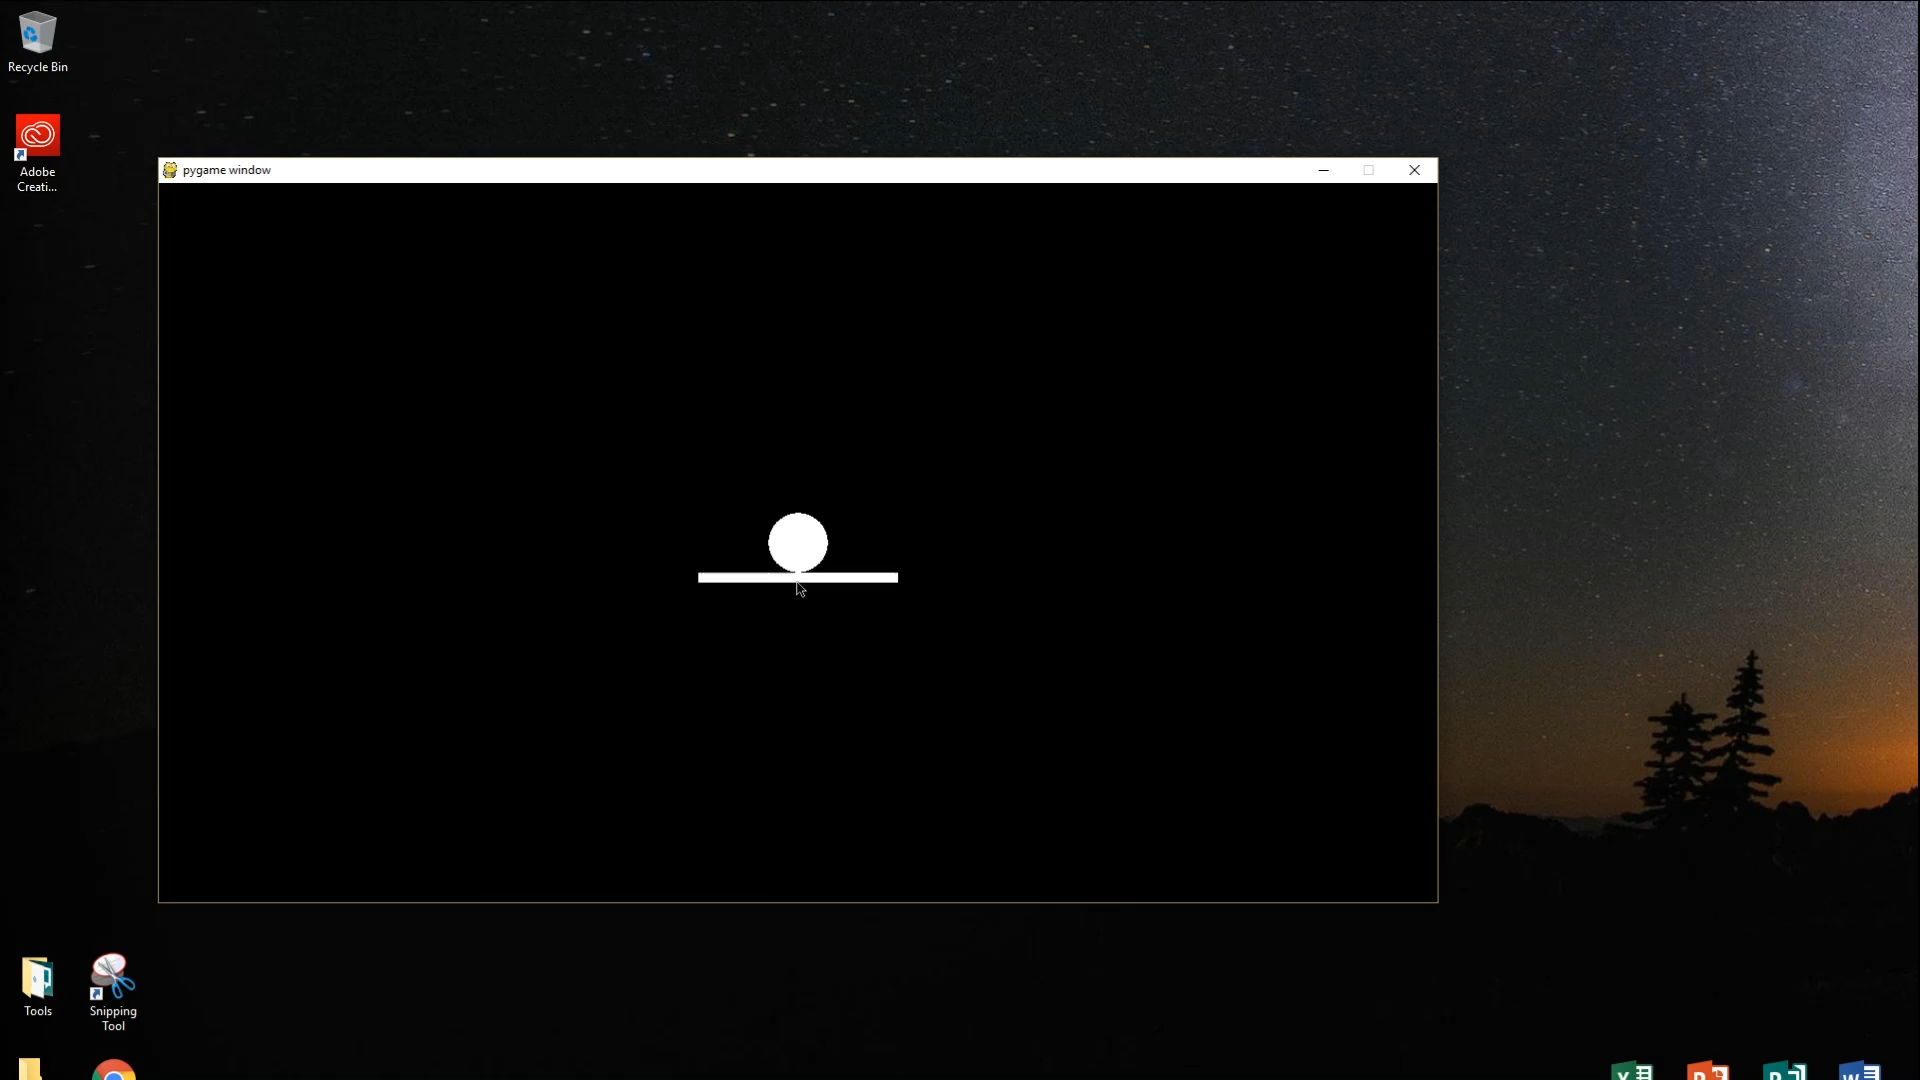 Recycle Bin
Adobe
Creati...
pygame window
Tools
Snipping
Tool